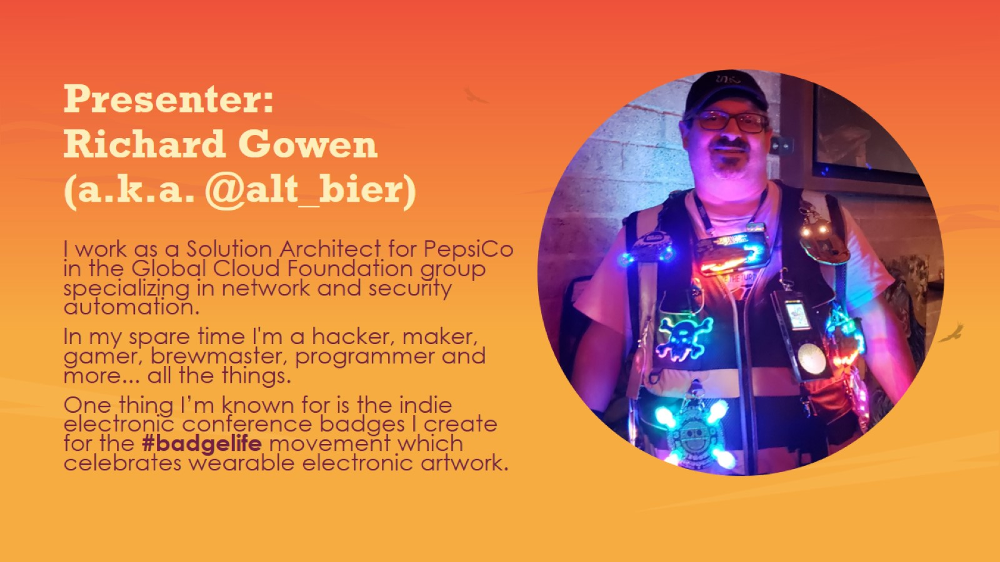 Presenter:
Richard Gowen
(a.k.a. @alt_bier)
I work as a Solution Architect for PepsiCo
in the Global Cloud Foundation group
specializing in network and security
automation.
In my spare time I'm a hacker, maker,
gamer, brewmaster, programmer and
more... all the things.
One thing I’m known for is the indie
electronic conference badges I create
for the #badgelife movement which
celebrates wearable electronic artwork.
THE TURD